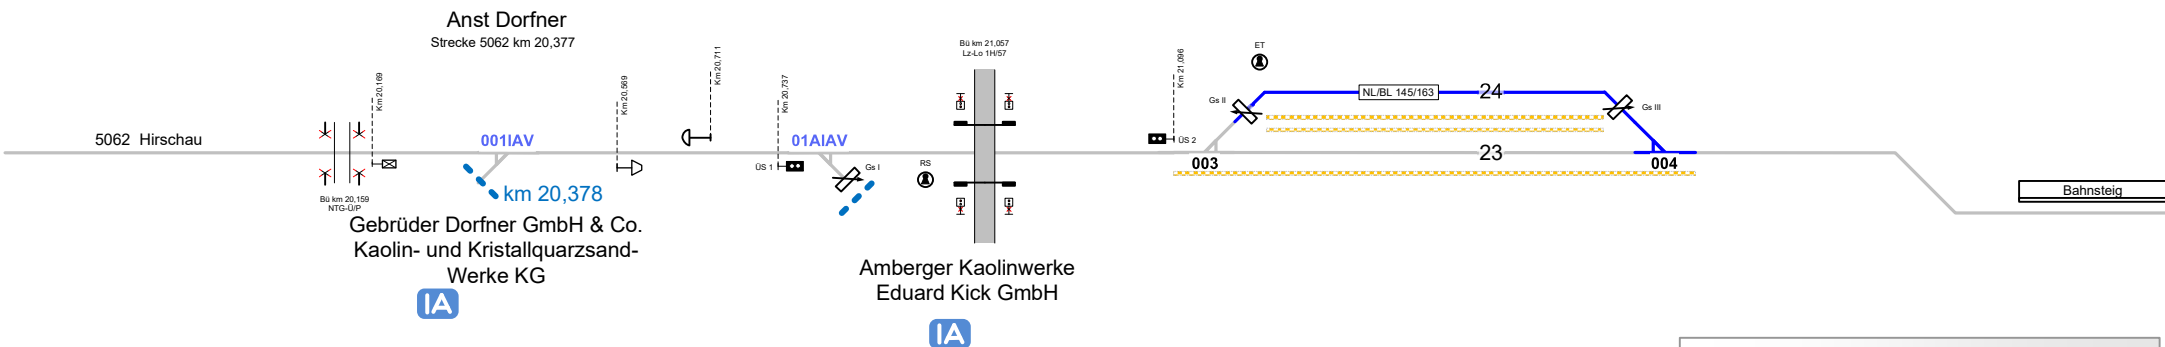 Anst Dorfner
Strecke 5062 km 20,377
5062 Hirschau
Km 20,169
Bü km 20,159
NTG-Ü/P
001IAV
km 20,378
Gebrüder Dorfner GmbH & Co.
Kaolin- und Kristallquarzsand-
Werke KG
IA
Km 20,569
Km 20,711
Km 20,737
ÜS 1
01AIAV
Gs I
RS
Bü km 21,057
Lz-Lo 1H/57
Amberger Kaolinwerke
Eduard Kick GmbH
IA
Km 21,096
ÜS 2
ET
Gs II
NL/BL 145/163
24
Gs III
003
23
004
Bahnsteig